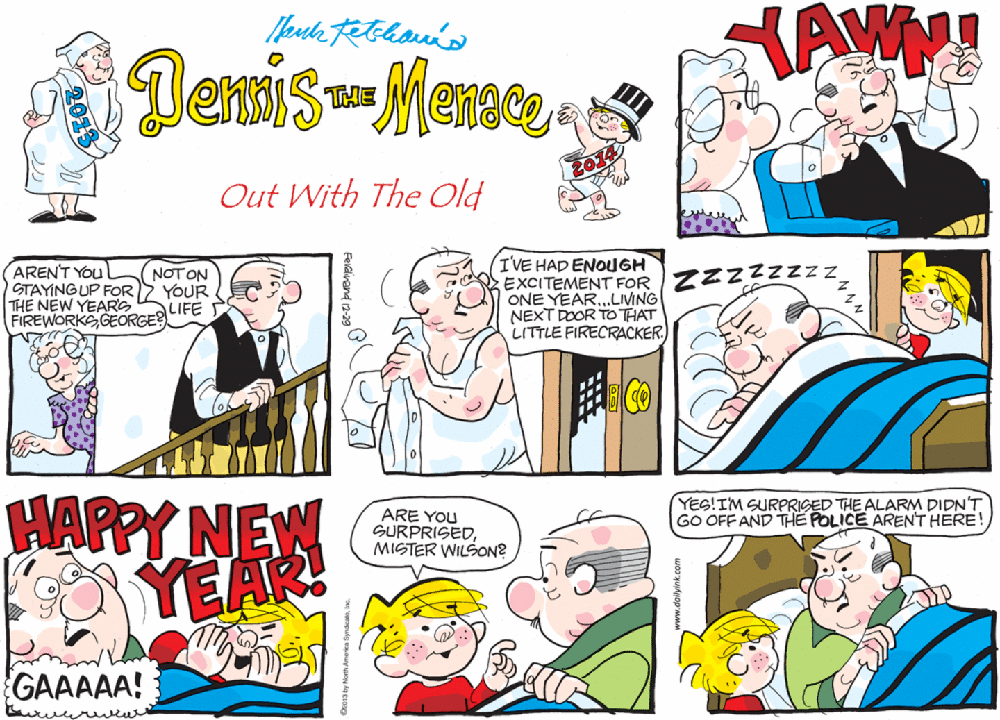 Hank Ketcham's
Dennis THE Menace
2013
2014
Out With The Old
YAWN!
AREN'T YOU
STAYING UP FOR
THE NEW YEAR'S
FIREWORKS, GEORGE?
NOT ON
YOUR
LIFE
Ferdinand 12-29
I'VE HAD ENOUGH
EXCITEMENT FOR
ONE YEAR...LIVING
NEXT DOOR TO THAT
LITTLE FIRECRACKER.
ZZZZZZZZZZZZ
HAPPY NEW
YEAR!
GAAAAA!
©2013 by North America Syndicate, Inc.
ARE YOU
SURPRISED,
MISTER WILSON?
YES! I'M SURPRISED THE ALARM DIDN'T
GO OFF AND THE POLICE AREN'T HERE!
www.dailyink.com